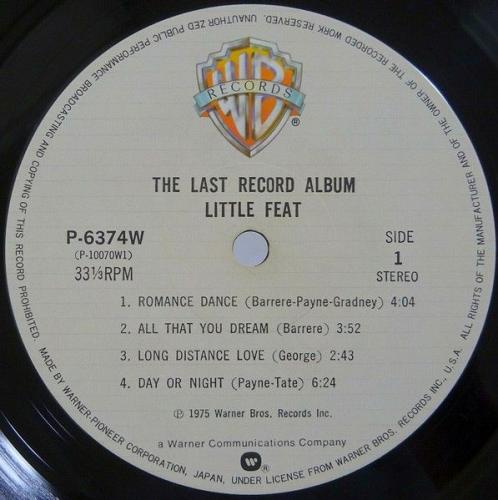 UNAUTHORIZED PUBLIC PERFORMANCE BROADCASTING AND COPYING OF THIS RECORD PROHIBITED.
ALL RIGHTS OF THE MANUFACTURER AND OF THE OWNER OF THE RECORDED WORK RESERVED.
WB
RECORDS
®
THE LAST RECORD ALBUM
LITTLE FEAT
P-6374W
(P-10070W1)
33⅓RPM
SIDE
1
STEREO
1. ROMANCE DANCE (Barrere-Payne-Gradney) 4:04
2. ALL THAT YOU DREAM (Barrere) 3:52
3. LONG DISTANCE LOVE (George) 2:43
4. DAY OR NIGHT (Payne-Tate) 6:24
℗ 1975 Warner Bros. Records Inc.
a Warner Communications Company
®
MADE BY WARNER-PIONEER CORPORATION, JAPAN, UNDER LICENSE FROM WARNER BROS. RECORDS INC., U.S.A.